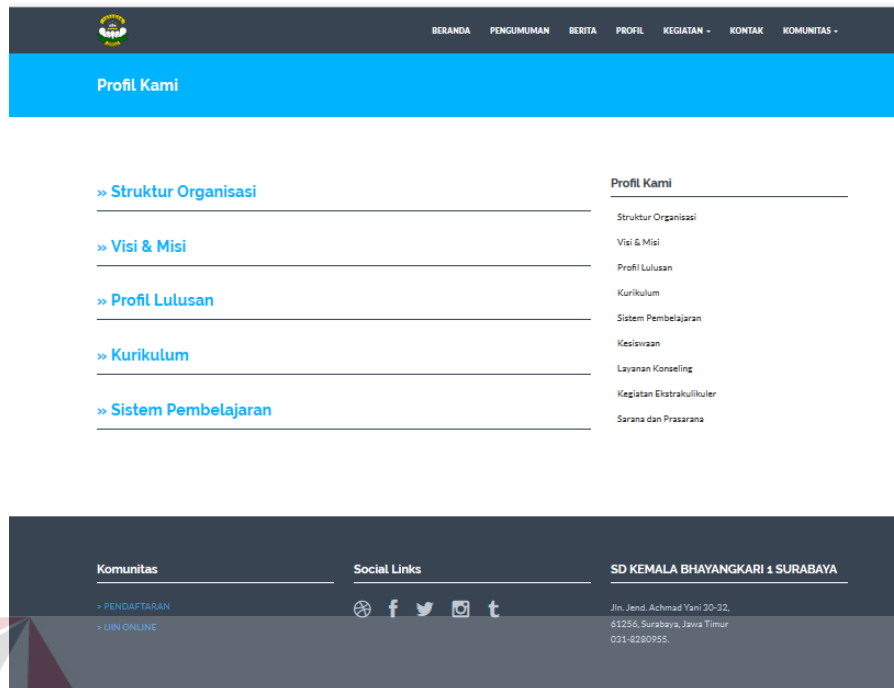 BERANDA PENGUMUMAN BERITA PROFIL KEGIATAN KONTAK KOMUNITAS
Profil Kami
» Struktur Organisasi
» Visi & Misi
» Profil Lulusan
» Kurikulum
» Sistem Pembelajaran
Profil Kami
Struktur Organisasi
Visi & Misi
Profil Lulusan
Kurikulum
Sistem Pembelajaran
Kesiswaan
Layanan Konseling
Kegiatan Ekstrakulikuler
Sarana dan Prasarana
Komunitas
» PENDAFTARAN
» UJN ONLINE
Social Links
SD KEMALA BHAYANGKARI 1 SURABAYA
Jln. Jend. Achmad Yani 30-32,
61256, Surabaya, Jawa Timur
031-8280955.